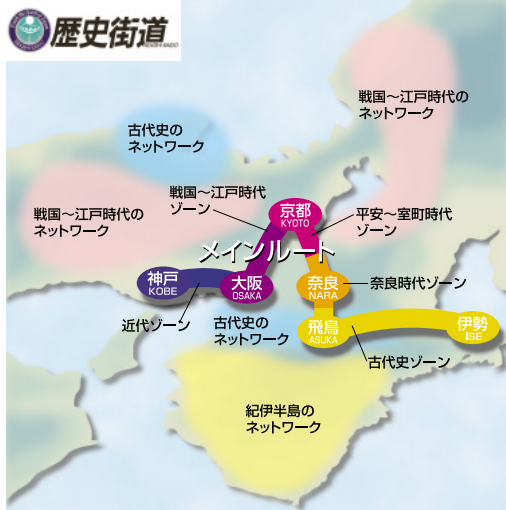 歴史街道
戦国〜江戸時代の
ネットワーク
古代史の
ネットワーク
戦国〜江戸時代
ゾーン
戦国〜江戸時代の
ネットワーク
京都
KYOTO
平安〜室町時代
ゾーン
メインルート
神戸
KOBE
大阪
OSAKA
奈良
NARA
奈良時代ゾーン
近代ゾーン
古代史の
ネットワーク
飛鳥
ASUKA
伊勢
ISE
古代史ゾーン
紀伊半島の
ネットワーク